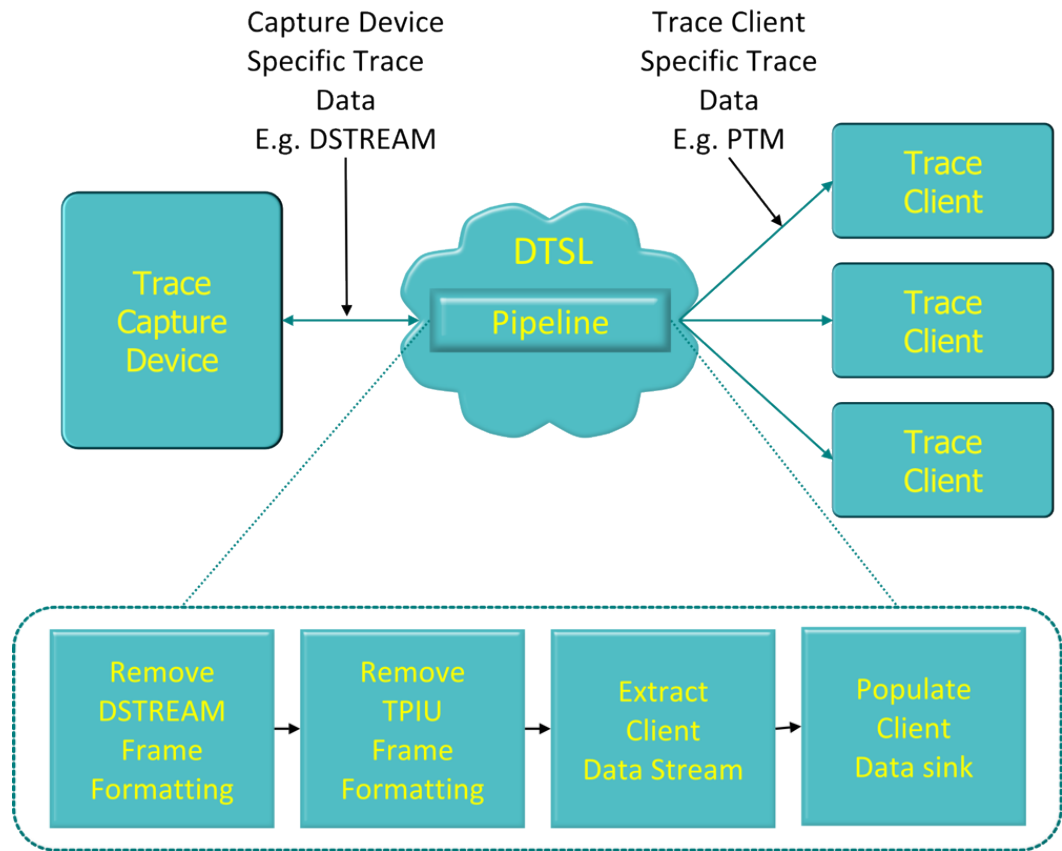 Capture Device
Specific Trace
Data
E.g. DSTREAM
Trace Client
Specific Trace
Data
E.g. PTM
Trace
Capture
Device
DTSL
Pipeline
Trace
Client
Trace
Client
Trace
Client
Remove
DSTREAM
Frame
Formatting
Remove
TPIU
Frame
Formatting
Extract
Client
Data Stream
Populate
Client
Data sink